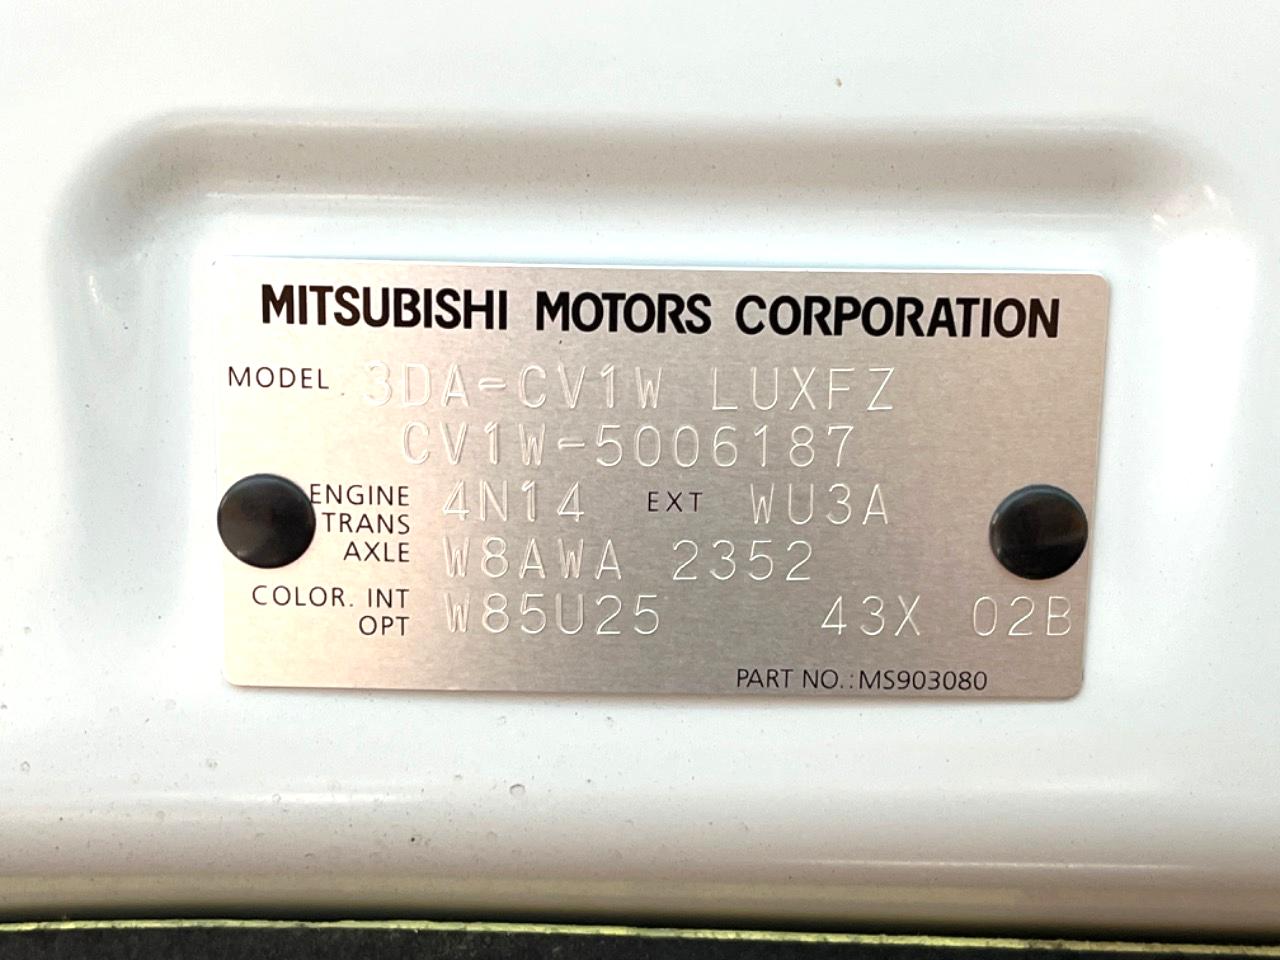 MITSUBISHI MOTORS CORPORATION
MODEL 3DA-CV1W LUXFZ
CV1W-5006187
ENGINE 4N14 EXT WU3A
TRANS
AXLE W8AWA 2352
COLOR. INT
OPT W85U25 43X 02B
PART NO.:MS903080